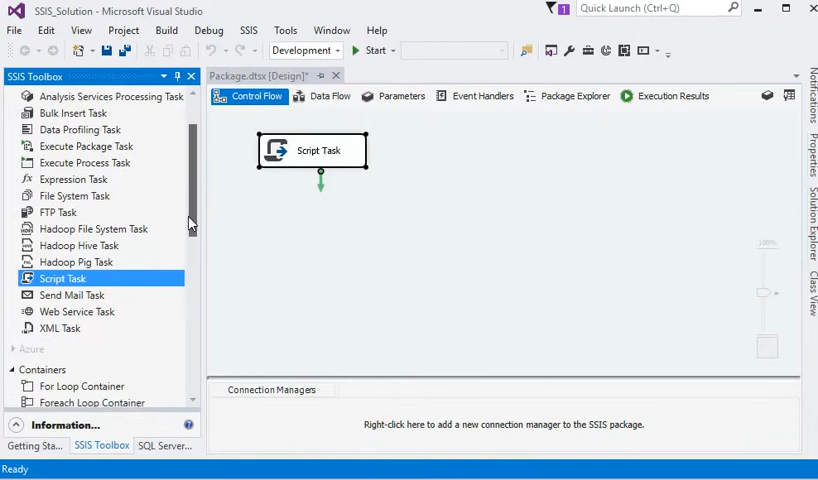 SSIS_Solution - Microsoft Visual Studio
1
Quick Launch (Ctrl+Q)
File Edit View Project Build Debug SSIS Tools Window Help
Development Start
SSIS Toolbox
Package.dtsx [Design]*
Control Flow Data Flow Parameters Event Handlers Package Explorer Execution Results
Analysis Services Processing Task
Bulk Insert Task
Data Profiling Task
Execute Package Task
Execute Process Task
fx Expression Task
File System Task
FTP Task
Hadoop File System Task
Hadoop Hive Task
Hadoop Pig Task
Script Task
Send Mail Task
Web Service Task
XML Task
Azure
Containers
For Loop Container
Foreach Loop Container
Information...
Getting Sta... SSIS Toolbox SQL Server...
Script Task
100%
Connection Managers
Right-click here to add a new connection manager to the SSIS package.
Notifications
Solution Explorer
Properties
Class View
Ready